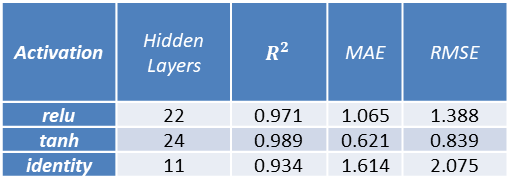 Activation Hidden Layers R² MAE RMSE
relu 22 0.971 1.065 1.388
tanh 24 0.989 0.621 0.839
identity 11 0.934 1.614 2.075